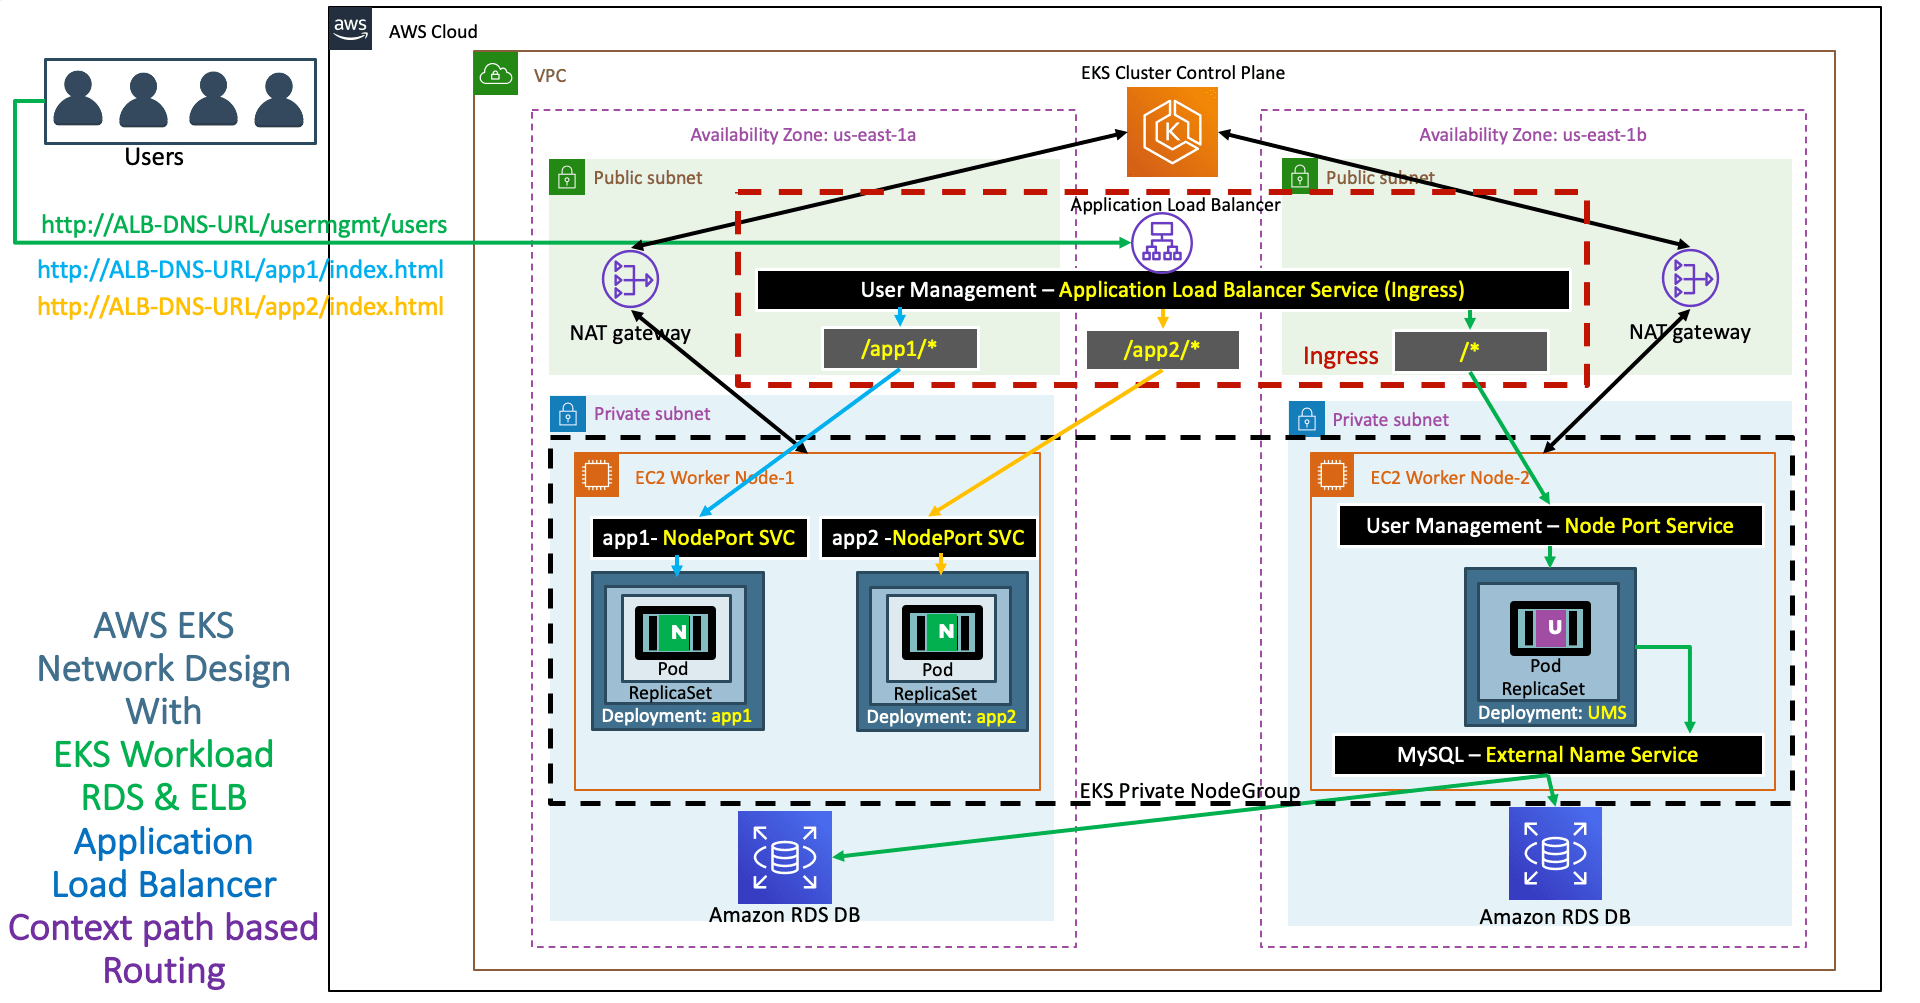 aws
AWS Cloud
VPC
EKS Cluster Control Plane
Users
Availability Zone: us-east-1a
Availability Zone: us-east-1b
Public subnet
Public subnet
Application Load Balancer
http://ALB-DNS-URL/usermgmt/users
http://ALB-DNS-URL/app1/index.html
http://ALB-DNS-URL/app2/index.html
K
User Management – Application Load Balancer Service (Ingress)
NAT gateway
NAT gateway
/app1/*
/app2/*
Ingress
/*
Private subnet
Private subnet
EC2 Worker Node-1
EC2 Worker Node-2
app1- NodePort SVC
app2 -NodePort SVC
User Management – Node Port Service
N
Pod
ReplicaSet
Deployment: app1
N
Pod
ReplicaSet
Deployment: app2
U
Pod
ReplicaSet
Deployment: UMS
MySQL – External Name Service
EKS Private NodeGroup
Amazon RDS DB
Amazon RDS DB
AWS EKS
Network Design
With
EKS Workload
RDS & ELB
Application
Load Balancer
Context path based
Routing